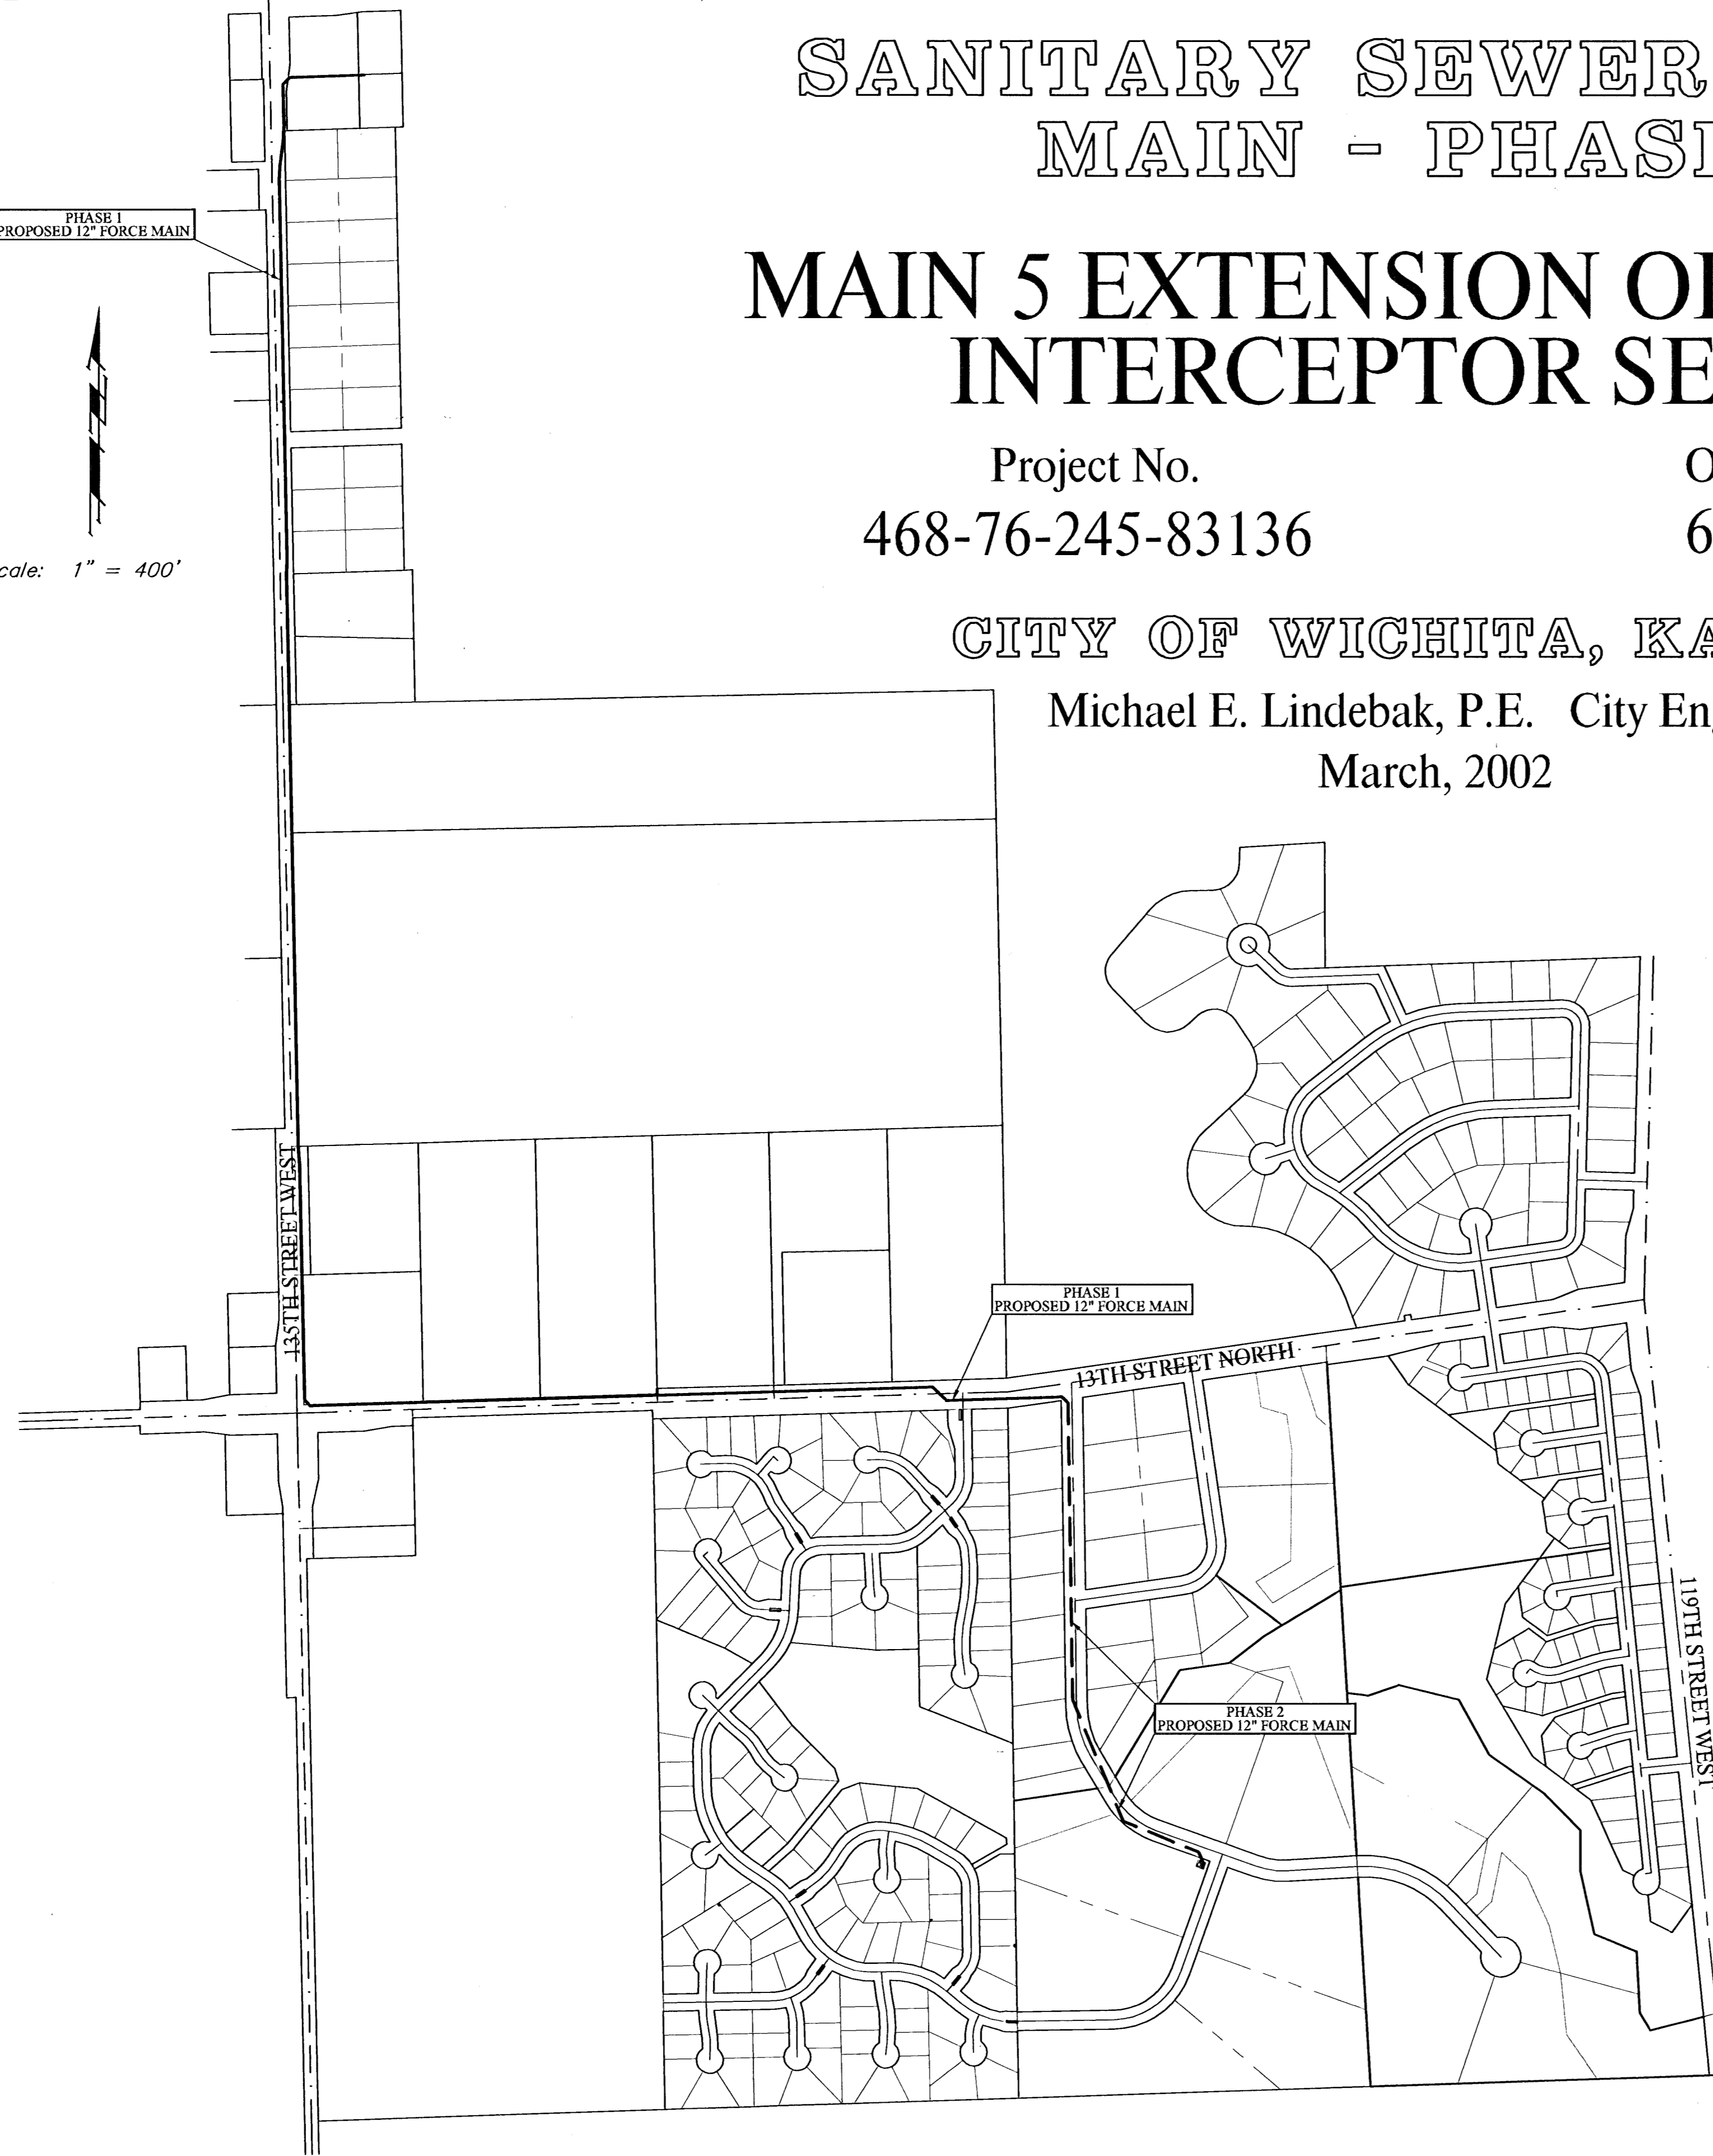 SANITARY SEWER
MAIN - PHASE
MAIN 5 EXTENSION OF
INTERCEPTOR SE
Project No.
468-76-245-83136
O
6
CITY OF WICHITA, KA
Michael E. Lindebak, P.E. City En
March, 2002
PHASE 1
PROPOSED 12" FORCE MAIN
cale: 1" = 400'
135TH STREET WEST
PHASE 1
PROPOSED 12" FORCE MAIN
13TH STREET NORTH
PHASE 2
PROPOSED 12" FORCE MAIN
119TH STREET WEST